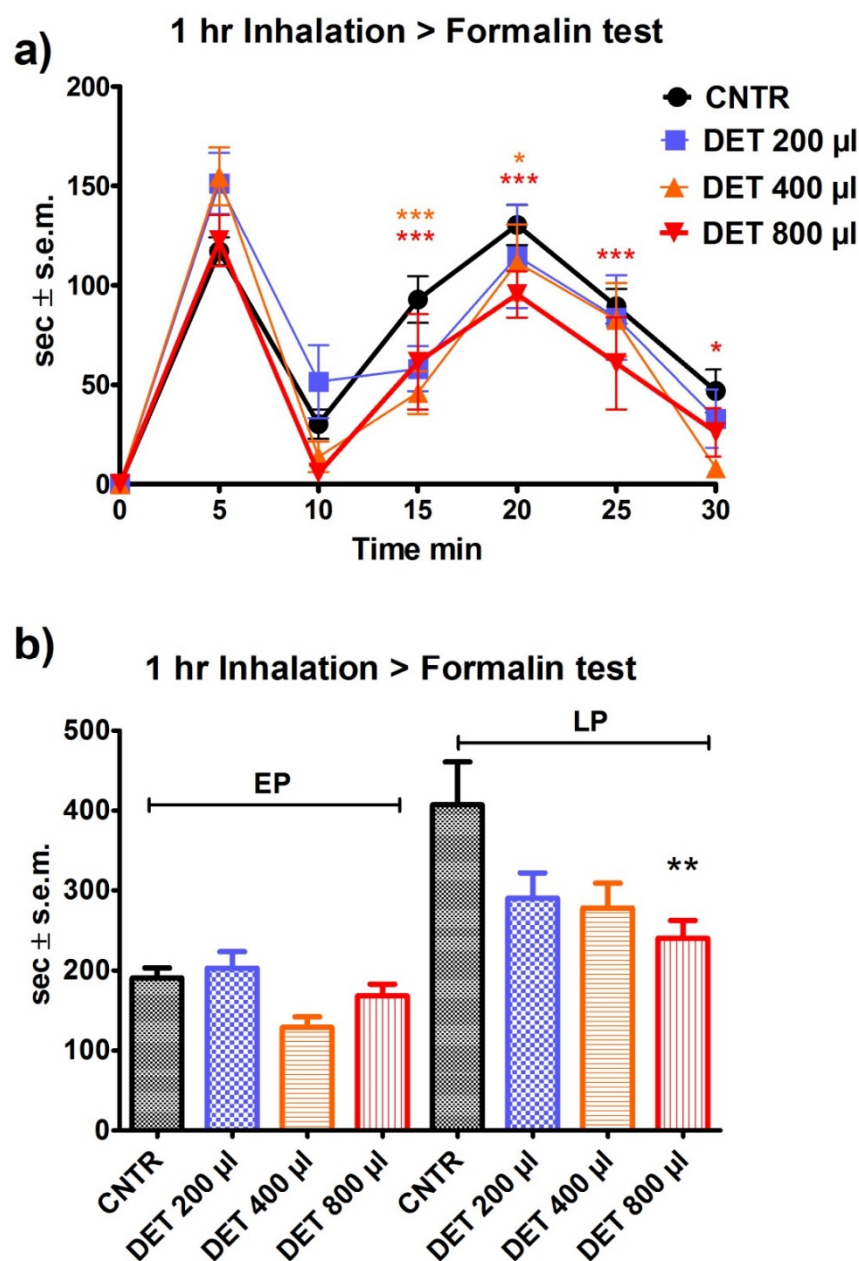 a)
1 hr Inhalation > Formalin test
CNTR
DET 200 µl
DET 400 µl
DET 800 µl
200
150
100
50
0
sec ± s.e.m.
***
***
*
***
***
*
0 5 10 15 20 25 30
Time min
b)
1 hr Inhalation > Formalin test
500
400
300
200
100
0
sec ± s.e.m.
EP
LP
**
CNTR
DET 200 µl
DET 400 µl
DET 800 µl
CNTR
DET 200 µl
DET 400 µl
DET 800 µl